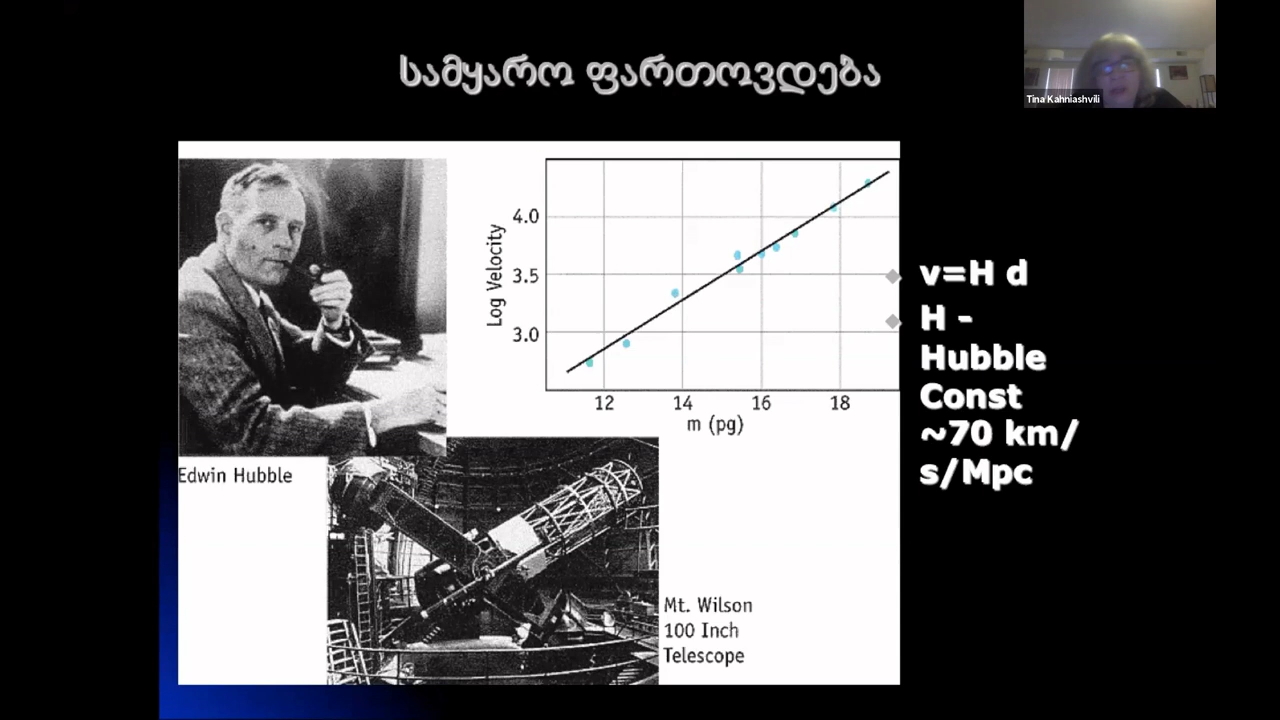 სამყარო ფართოვდება
Tina Kahniashvili
4.0
3.5
3.0
Log Velocity
12 14 16 18
m (pg)
Edwin Hubble
Mt. Wilson
100 Inch
Telescope
v=H d
H -
Hubble
Const
~70 km/
s/Mpc